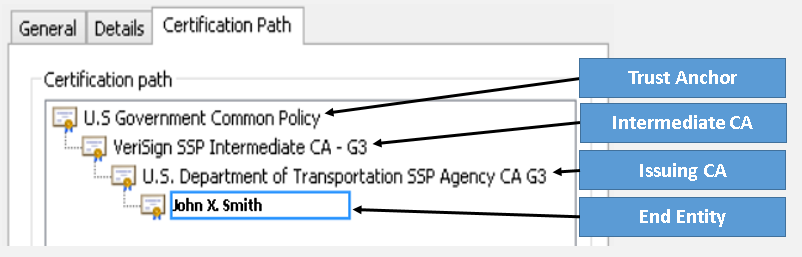 General
Details
Certification Path
Certification path
U.S Government Common Policy
Trust Anchor
VeriSign SSP Intermediate CA - G3
Intermediate CA
U.S. Department of Transportation SSP Agency CA G3
Issuing CA
John X. Smith
End Entity